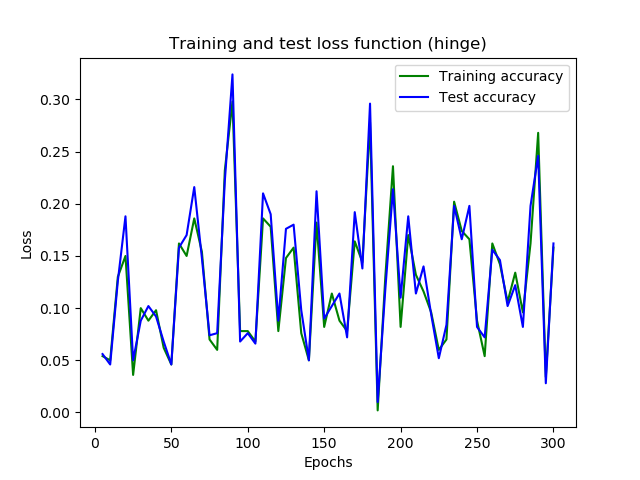 Training and test loss function (hinge)
Training accuracy
Test accuracy
0.30
0.25
0.20
0.15
0.10
0.05
0.00
Loss
0 50 100 150 200 250 300
Epochs